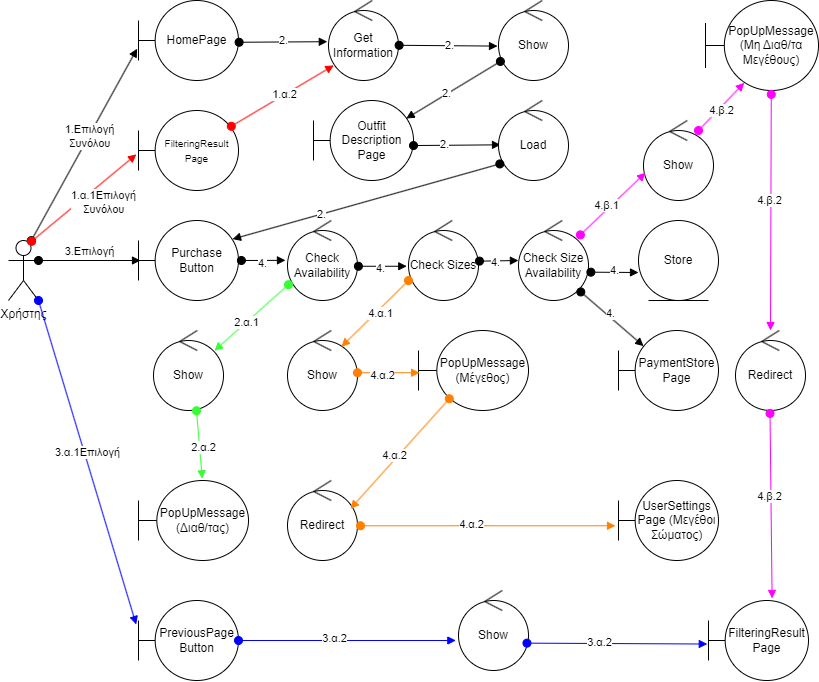 HomePage
2.
Get
Information
2.
Show
PopUpMessage
(Μη Διαθ/τα
Μεγέθους)
1.α.2
2.
4.β.2
1.Επιλογή
Συνόλου
FilteringResult
Page
Outfit
Description
Page
2.
Load
Show
1.α.1Επιλογή
Συνόλου
2.
4.β.1
4.β.2
3.Επιλογή
Purchase
Button
4.
Check
Availability
4.
Check Sizes
4.
Check Size
Availability
4.
Store
Χρήστης
2.α.1
4.α.1
4.
Show
Show
4.α.2
PopUpMessage
(Μέγεθος)
PaymentStore
Page
Redirect
3.α.1Επιλογή
2.α.2
4.α.2
4.β.2
PopUpMessage
(Διαθ/τας)
Redirect
4.α.2
UserSettings
Page (Μεγέθοι
Σώματος)
PreviousPage
Button
3.α.2
Show
3.α.2
FilteringResult
Page